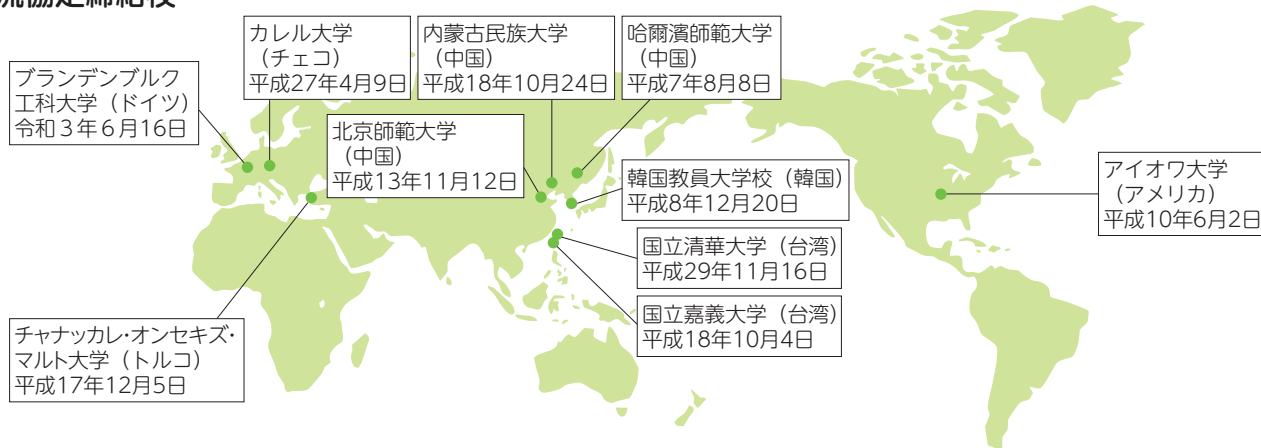 流協定締結校
カレル大学
（チェコ）
平成27年4月9日
内蒙古民族大学
（中国）
平成18年10月24日
哈爾濱師範大学
（中国）
平成7年8月8日
ブランデンブルク
工科大学（ドイツ）
令和３年６月16日
北京師範大学
（中国）
平成13年11月12日
韓国教員大学校（韓国）
平成8年12月20日
アイオワ大学
（アメリカ）
平成10年6月2日
国立清華大学（台湾）
平成29年11月16日
国立嘉義大学（台湾）
平成18年10月4日
チャナッカレ・オンセキズ・
マルト大学（トルコ）
平成17年12月5日